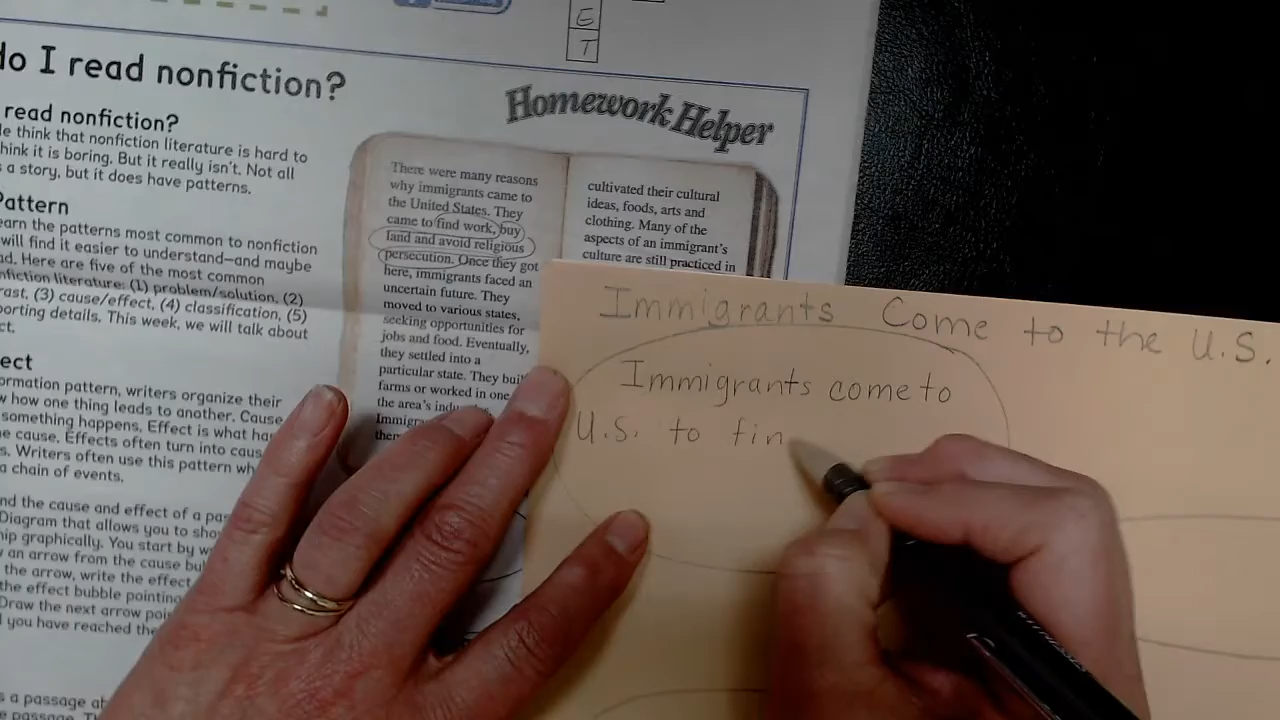 E
T
do I read nonfiction?
read nonfiction?
think that nonfiction literature is hard to
think it is boring. But it really isn't. Not all
a story, but it does have patterns.
Pattern
earn the patterns most common to nonfiction
will find it easier to understand—and maybe
Here are five of the most common
nfiction literature: (1) problem/solution, (2)
rast, (3) cause/effect, (4) classification, (5)
porting details. This week, we will talk about
ect
ormation pattern, writers organize their
how one thing leads to another. Cause
something happens. Effect is what ha
cause. Effects often turn into caus
Writers often use this pattern wh
a chain of events.
nd the cause and effect of a pa
Diagram that allows you to sho
hip graphically. You start by w
an arrow from the cause bu
the arrow, write the effect
the effect bubble pointing
Draw the next arrow poi
you have reached the
a passage ab
passage.
Homework Helper
There were many reasons
why immigrants came to
the United States. They
came to find work, buy
land and avoid religious
persecution. Once they got
here, immigrants faced an
uncertain future. They
moved to various states,
seeking opportunities for
jobs and food. Eventually,
they settled into a
particular state. They buil
farms or worked in one
the area's indu
Immigra
them
cultivated their cultural
ideas, foods, arts and
clothing. Many of the
aspects of an immigrant's
culture are still practiced in
Immigrants Come to the U.S.
Immigrants come to
U.S. to fin